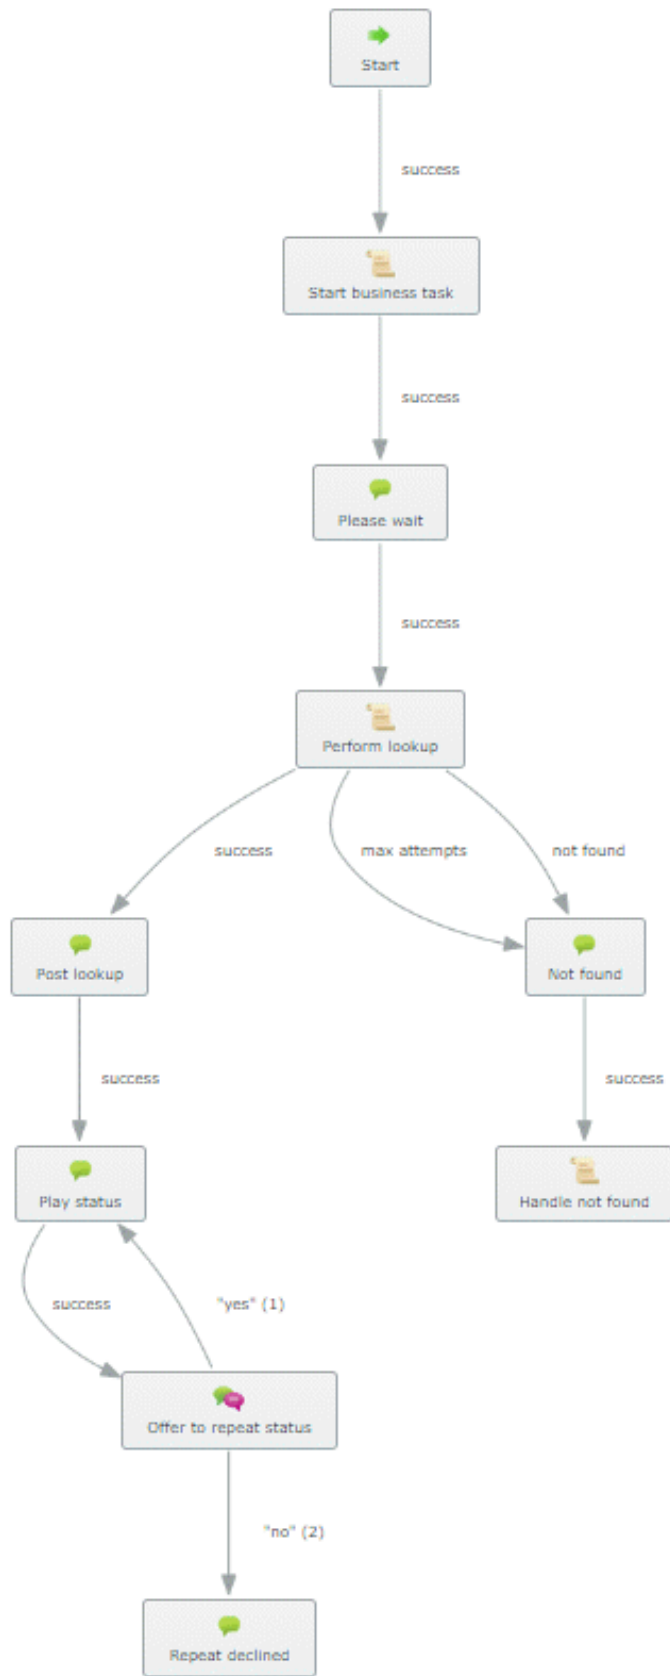 Start
success
Start business task
success
Please wait
success
Perform lookup
success
max attempts
not found
Post lookup
Not found
success
success
Play status
Handle not found
success
"yes" (1)
Offer to repeat status
"no" (2)
Repeat declined